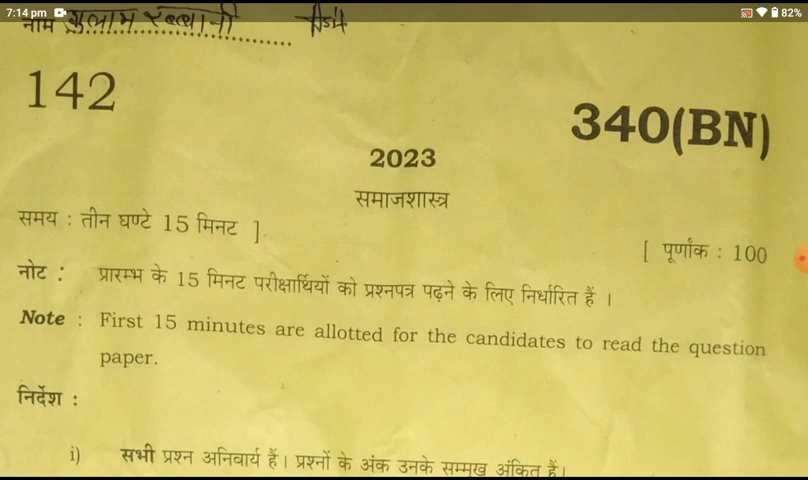 7:14 pm 82%
नाम गुलाम रब्बानी
142
340(BN)
2023
समाजशास्त्र
समय : तीन घण्टे 15 मिनट ]
[ पूर्णांक : 100
नोट : प्रारम्भ के 15 मिनट परीक्षार्थियों को प्रश्नपत्र पढ़ने के लिए निर्धारित हैं ।
Note : First 15 minutes are allotted for the candidates to read the question
paper.
निर्देश :
i) सभी प्रश्न अनिवार्य हैं। प्रश्नों के अंक उनके सम्मुख अंकित हैं।